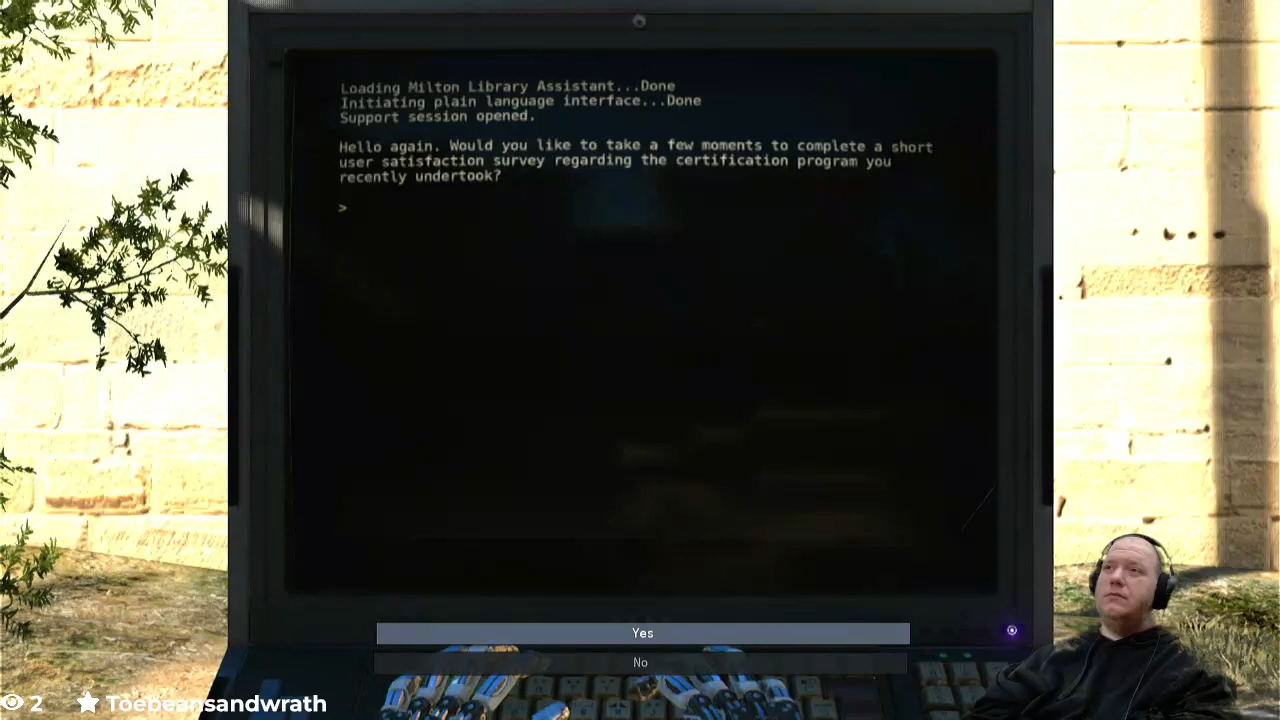 Loading Milton Library Assistant...Done
Initiating plain language interface...Done
Support session opened.
Hello again. Would you like to take a few moments to complete a short
user satisfaction survey regarding the certification program you
recently undertook?
>
Yes
No
2 Toebeansandwrath